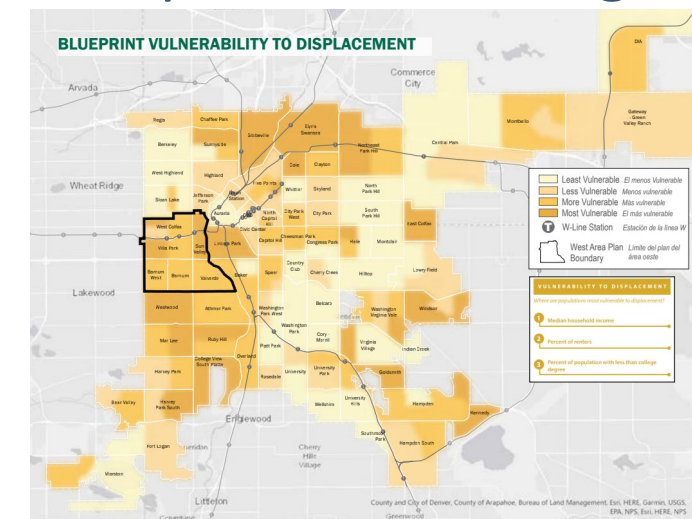 BLUEPRINT VULNERABILITY TO DISPLACEMENT
DIA
Commerce
City
Arvada
Gateway
- Green
Valley Ranch
Regis
Chaffee Park
Elyria
Swansea
Globeville
Montbello
Berkeley
Sunnyside
Northeast
Park Hill
Central Park
Cole
Clayton
West Highland
Highland
Wheat Ridge
Five Points
Whittier
Skyland
North
Park Hill
Sloan Lake
Jefferson
Park
Union
Station
Auraria
North
Capitol
Hill
City Park
West
City Park
South
Park Hill
East Colfax
West Colfax
Civic Center
Cheesman Park
Villa Park
Sun
Valley
Lincoln Park
Capitol Hill
Congress Park
Hale
Montclair
Country
Club
Barnum
West
Barnum
Valverde
Baker
Speer
Cherry Creek
Hilltop
Lowry Field
Lakewood
Belcaro
Westwood
Athmar Park
Washington
Park West
Washington
Virginia Vale
Windsor
Washington
Park
Mar Lee
Ruby Hill
Cory -
Merrill
Virginia
Village
Platt Park
Indian Creek
College View -
South Platte
Overland
Harvey Park
Rosedale
University
University
Park
Goldsmith
Bear Valley
Harvey
Park South
Wellshire
University
Hills
Hampden
Kennedy
Englewood
Southmoor
Park
Hampden South
Fort Logan
Sheridan
Cherry
Hills
Village
Marston
Littleton
Columbine
Greenwood
Least Vulnerable El menos Vulnerable
Less Vulnerable Menos vulnerable
More Vulnerable Más vulnerable
Most Vulnerable El más vulnerable
T W-Line Station Estación de la línea W
West Area Plan Límite del plan del
Boundary área oeste
VULNERABILITY TO DISPLACEMENT
Where are populations most vulnerable to displacement?
1 Median household income
2 Percent of renters
3 Percent of population with less than college
degree
County and City of Denver, County of Arapahoe, Bureau of Land Management, Esri, HERE, Garmin, USGS,
EPA, NPS, Esri, HERE, NPS